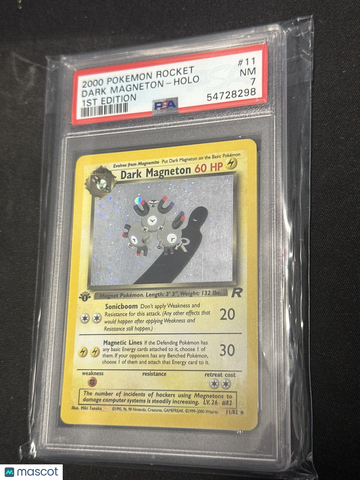 2000 POKEMON ROCKET #11
DARK MAGNETON - HOLO NM
1ST EDITION PSA 7
54728298
Evolves from Magnemite Put Dark Magneton on the Basic Pokémon
Dark Magneton 60 HP
Magnet Pokémon. Length: 3' 3", Weight: 132 lbs.
Sonicboom Don't apply Weakness and
Resistance for this attack. (Any other effects that
would happen after applying Weakness and
Resistance still happen.)
20
Magnetic Lines If the Defending Pokémon has
any basic Energy cards attached to it, choose 1 of
them. If your opponent has any Benched Pokémon,
choose 1 of them and attach that Energy card to it.
30
weakness resistance retreat cost
The number of incidents of hackers using Magnetons to
damage computer systems is steadily increasing. LV. 26 #82
11/82
mascot